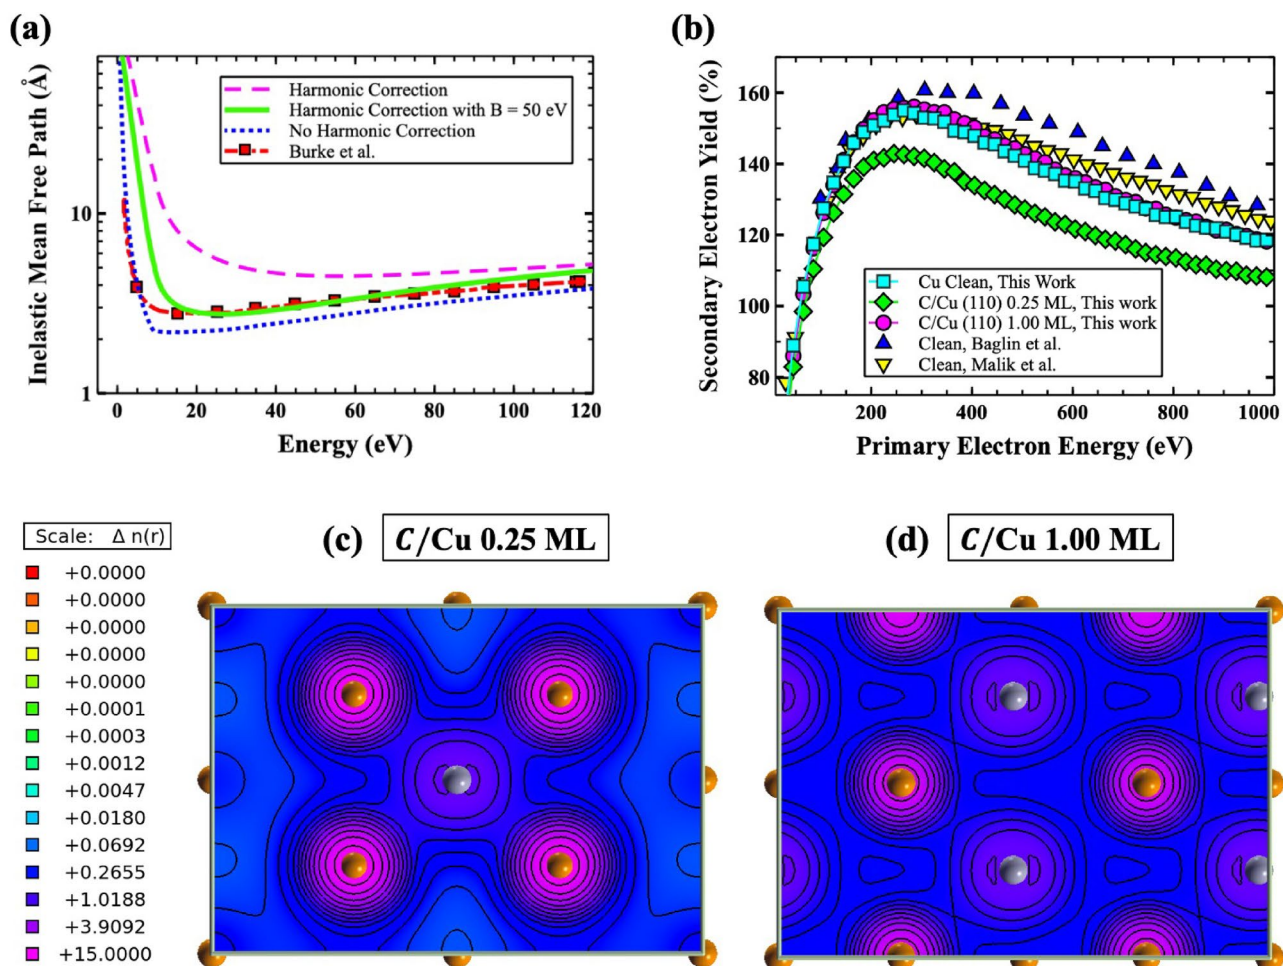 (a)
Inelastic Mean Free Path (Å)
10
1
Harmonic Correction
Harmonic Correction with B = 50 eV
No Harmonic Correction
Burke et al.
0 20 40 60 80 100 120
Energy (eV)
(b)
Secondary Electron Yield (%)
160
140
120
100
80
Cu Clean, This Work
C/Cu (110) 0.25 ML, This work
C/Cu (110) 1.00 ML, This work
Clean, Baglin et al.
Clean, Malik et al.
200 400 600 800 1000
Primary Electron Energy (eV)
Scale: Δ n(r)
+0.0000
+0.0000
+0.0000
+0.0000
+0.0000
+0.0001
+0.0003
+0.0012
+0.0047
+0.0180
+0.0692
+0.2655
+1.0188
+3.9092
+15.0000
(c) C/Cu 0.25 ML
(d) C/Cu 1.00 ML